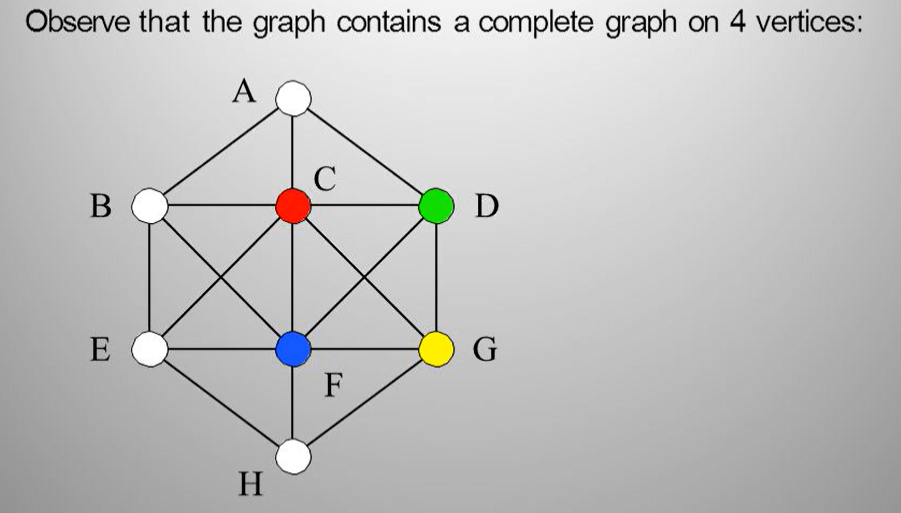 Observe that the graph contains a complete graph on 4 vertices:
A
C
B
D
E
G
F
H